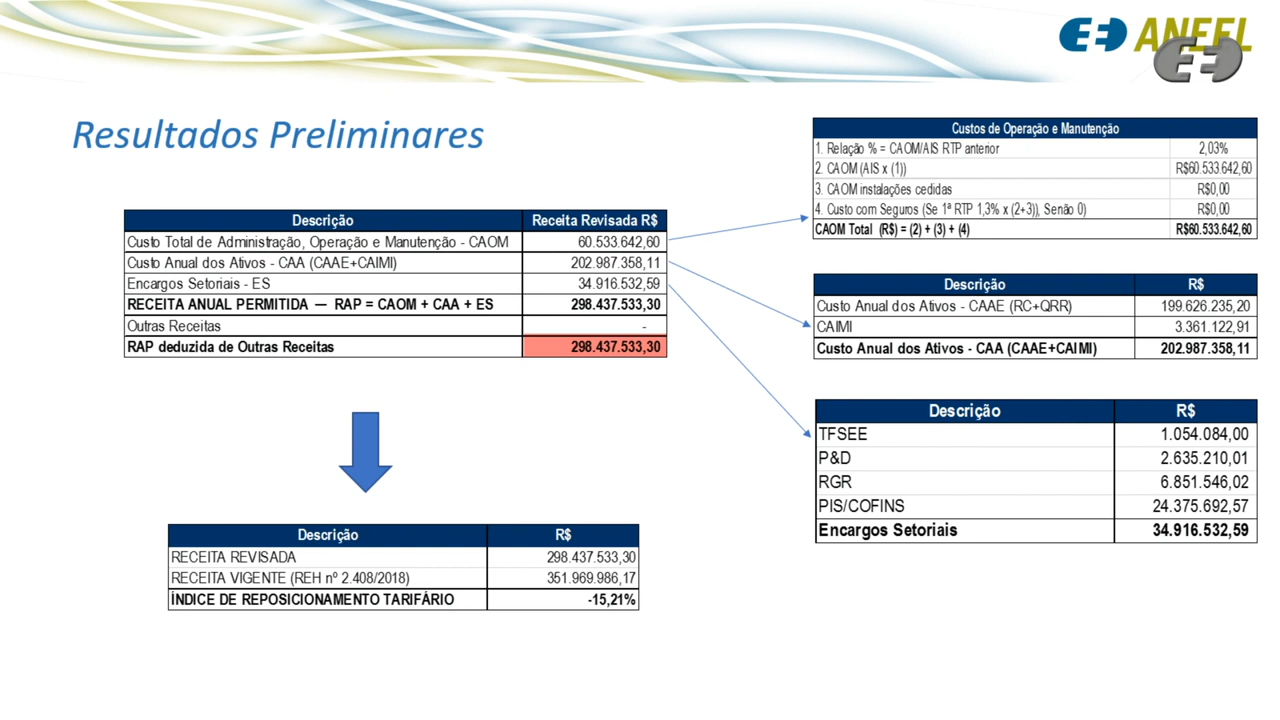 ANEEL
Resultados Preliminares
Descrição Receita Revisada R$
Custo Total de Administração, Operação e Manutenção - CAOM 60.533.642,60
Custo Anual dos Ativos - CAA (CAAE+CAIMI) 202.987.358,11
Encargos Setoriais - ES 34.916.532,59
RECEITA ANUAL PERMITIDA — RAP = CAOM + CAA + ES 298.437.533,30
Outras Receitas -
RAP deduzida de Outras Receitas 298.437.533,30
Descrição R$
RECEITA REVISADA 298.437.533,30
RECEITA VIGENTE (REH nº 2.408/2018) 351.969.986,17
ÍNDICE DE REPOSICIONAMENTO TARIFÁRIO -15,21%
Custos de Operação e Manutenção
1. Relação % = CAOM/AIS RTP anterior 2,03%
2. CAOM (AIS x (1)) R$60.533.642,60
3. CAOM instalações cedidas R$0,00
4. Custo com Seguros (Se 1ª RTP 1,3% x (2+3)), Senão 0) R$0,00
CAOM Total (R$) = (2) + (3) + (4) R$60.533.642,60
Descrição R$
Custo Anual dos Ativos - CAAE (RC+QRR) 199.626.235,20
CAIMI 3.361.122,91
Custo Anual dos Ativos - CAA (CAAE+CAIMI) 202.987.358,11
Descrição R$
TFSEE 1.054.084,00
P&D 2.635.210,01
RGR 6.851.546,02
PIS/COFINS 24.375.692,57
Encargos Setoriais 34.916.532,59